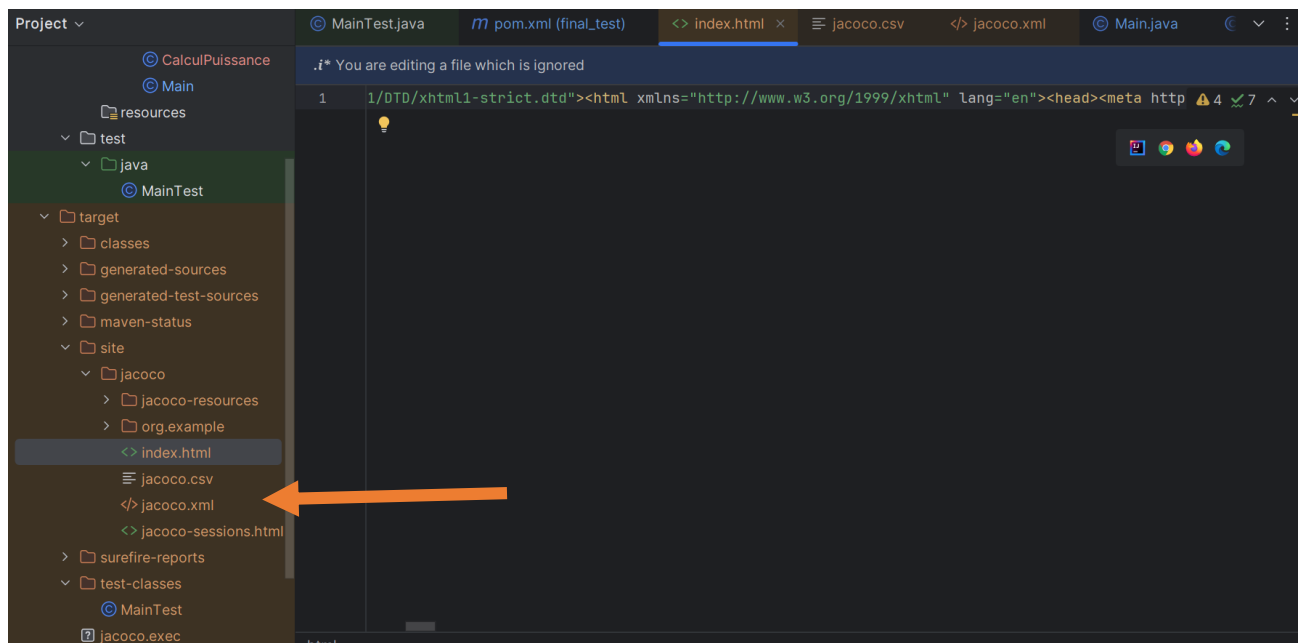 Project
MainTest.java
m pom.xml (final_test)
<> index.html ×
jacoco.csv
</> jacoco.xml
© Main.java
©
© CalculPuissance
© Main
resources
test
java
© MainTest
target
classes
generated-sources
generated-test-sources
maven-status
site
jacoco
jacoco-resources
org.example
<> index.html
jacoco.csv
</> jacoco.xml
<> jacoco-sessions.html
surefire-reports
test-classes
© MainTest
? jacoco.exec
.i* You are editing a file which is ignored
1 1/DTD/xhtml1-strict.dtd"><html xmlns="http://www.w3.org/1999/xhtml" lang="en"><head><meta http 4 7